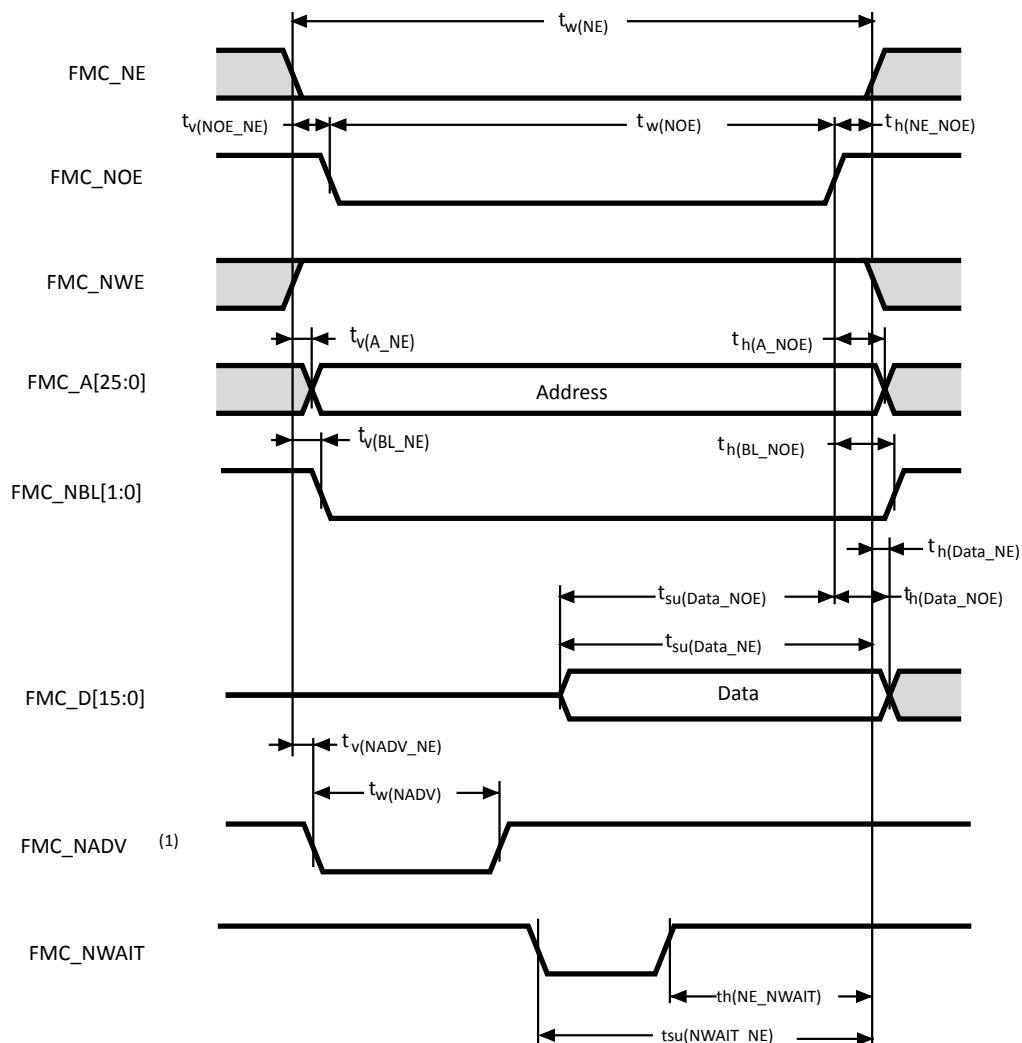 tw(NE)
FMC_NE
tv(NOE_NE)
tw(NOE)
th(NE_NOE)
FMC_NOE
FMC_NWE
tv(A_NE)
th(A_NOE)
FMC_A[25:0]
Address
tv(BL_NE)
th(BL_NOE)
FMC_NBL[1:0]
th(Data_NE)
tsu(Data_NOE)
th(Data_NOE)
tsu(Data_NE)
FMC_D[15:0]
Data
tv(NADV_NE)
tw(NADV)
FMC_NADV (1)
FMC_NWAIT
th(NE_NWAIT)
tsu(NWAIT_NE)